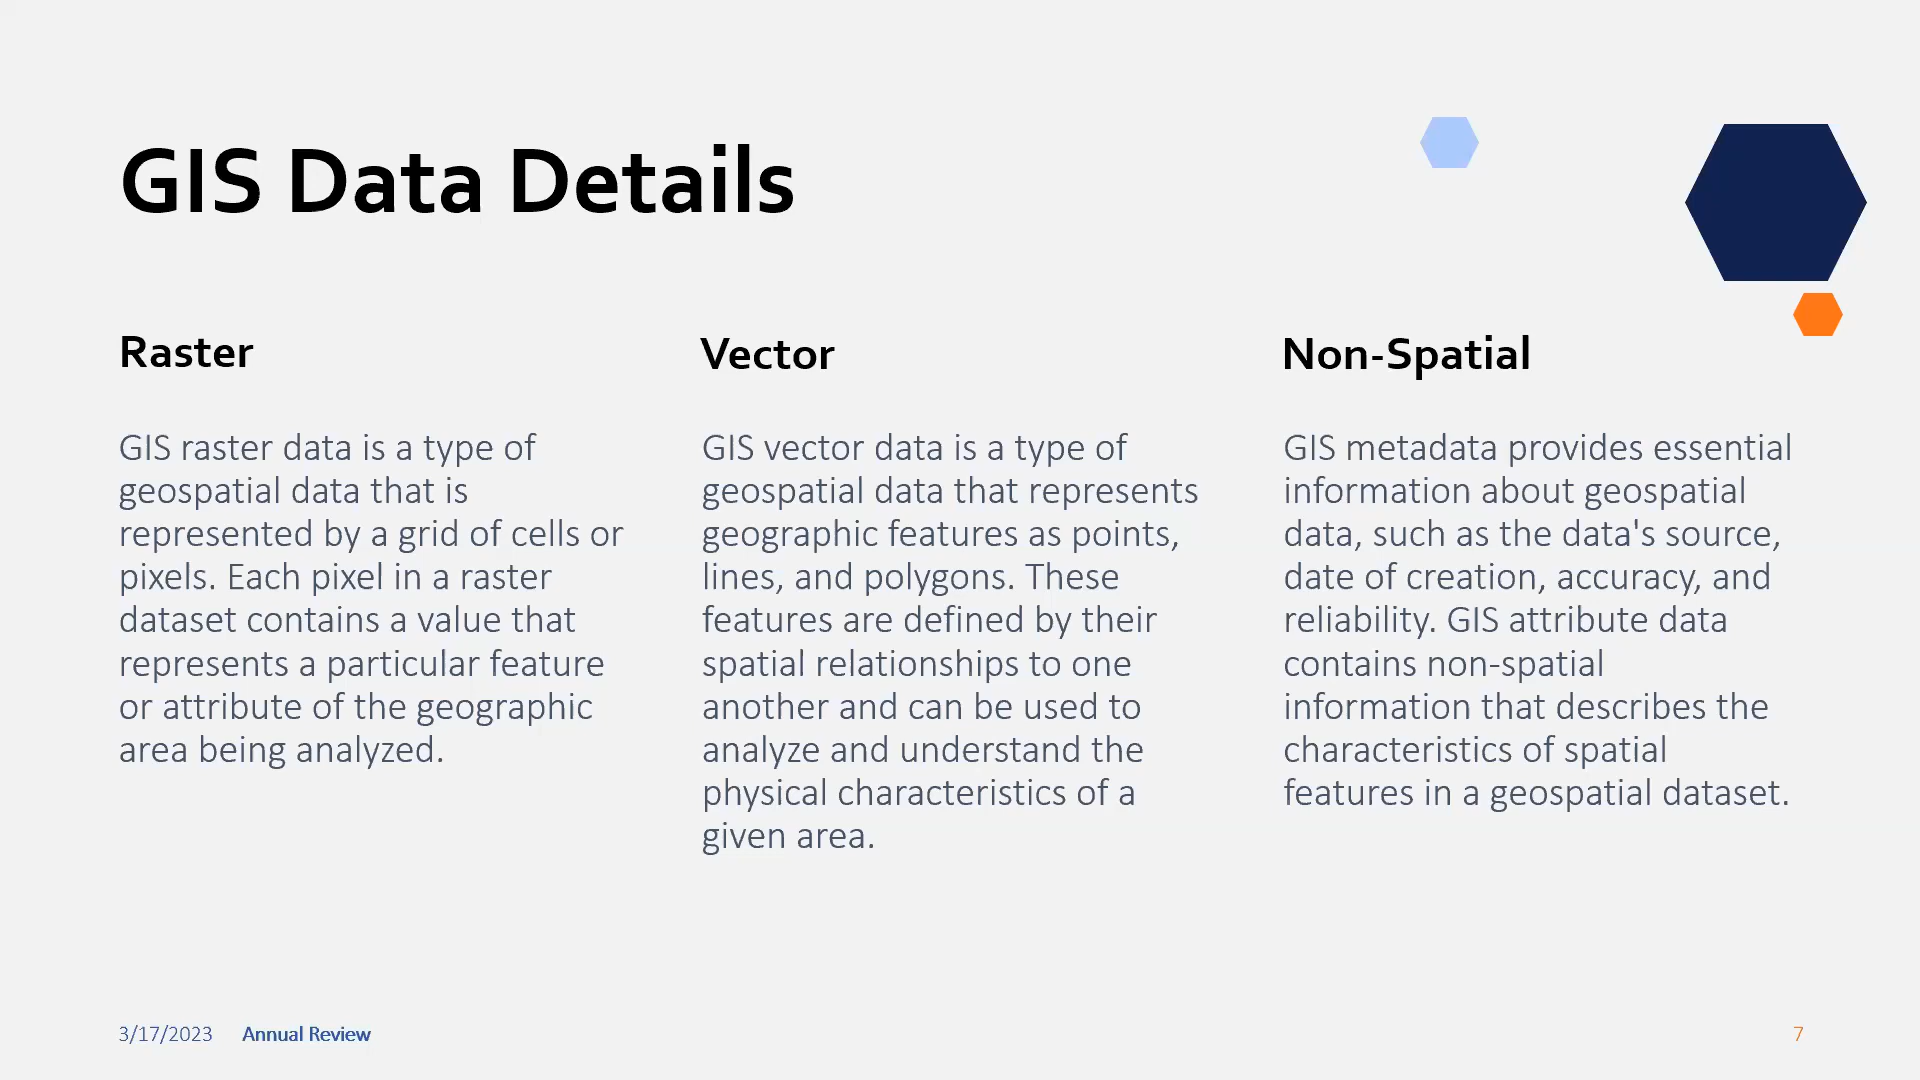 GIS Data Details
Raster
GIS raster data is a type of
geospatial data that is
represented by a grid of cells or
pixels. Each pixel in a raster
dataset contains a value that
represents a particular feature
or attribute of the geographic
area being analyzed.
Vector
GIS vector data is a type of
geospatial data that represents
geographic features as points,
lines, and polygons. These
features are defined by their
spatial relationships to one
another and can be used to
analyze and understand the
physical characteristics of a
given area.
Non-Spatial
GIS metadata provides essential
information about geospatial
data, such as the data's source,
date of creation, accuracy, and
reliability. GIS attribute data
contains non-spatial
information that describes the
characteristics of spatial
features in a geospatial dataset.
3/17/2023 Annual Review 7